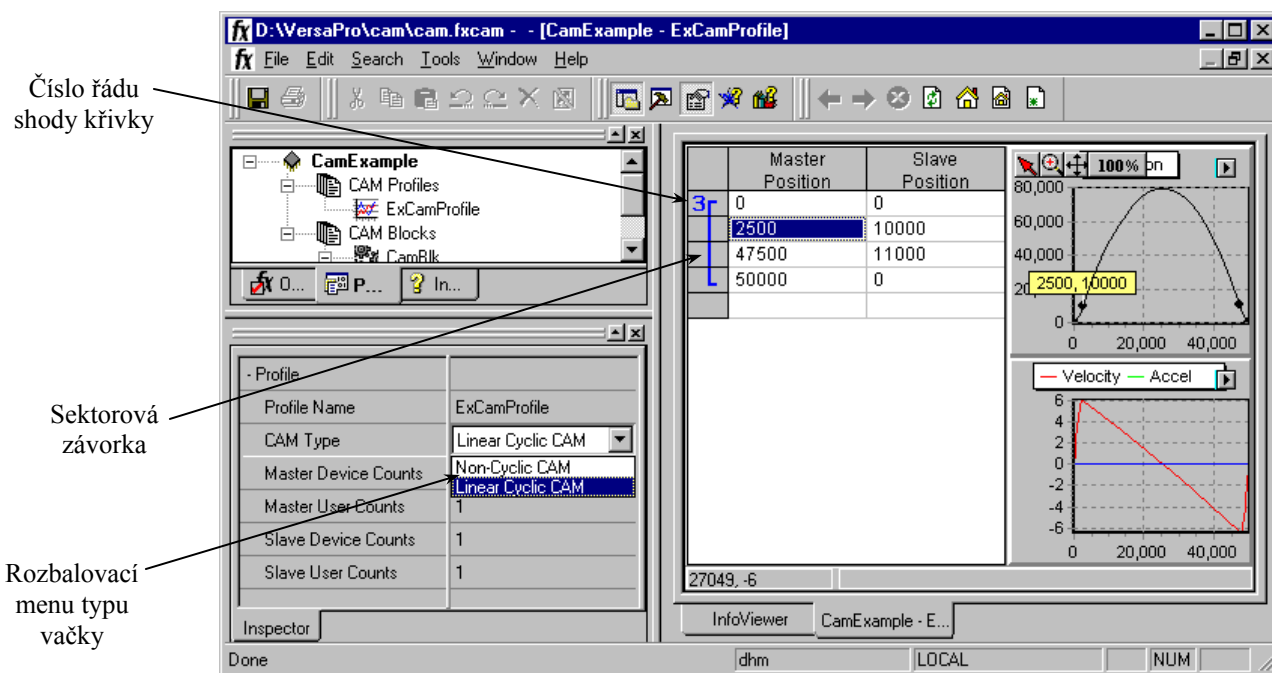 Číslo řádu
shody křivky
Sektorová
závorka
Rozbalovací
menu typu
vačky
fx D:\VersaPro\cam\cam.fxcam - - [CamExample - ExCamProfile]
fx File Edit Search Tools Window Help
CamExample
CAM Profiles
ExCamProfile
CAM Blocks
CamBlk
fx O... P... In...
- Profile
Profile Name ExCamProfile
CAM Type Linear Cyclic CAM
Non-Cyclic CAM
Linear Cyclic CAM
Master Device Counts
Master User Counts 1
Slave Device Counts 1
Slave User Counts 1
Inspector
Master Position Slave Position
3 0 0
2500 10000
47500 11000
50000 0
27049, -6
100%
80,000
60,000
40,000
2500, 10000
0
0 20,000 40,000
Velocity Accel
6
4
2
0
-2
-4
-6
0 20,000 40,000
InfoViewer CamExample - E...
Done dhm LOCAL NUM